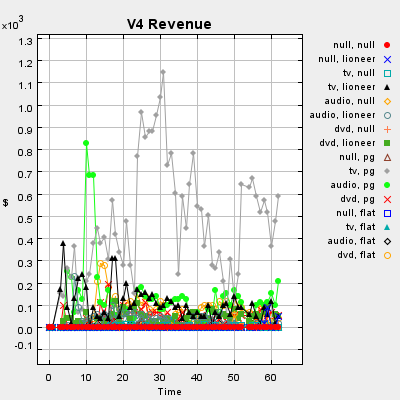 V4 Revenue
x10³
1.3
1.2
1.1
1.0
0.9
0.8
0.7
0.6
0.5
0.4
0.3
0.2
0.1
0.0
-0.1
$
0 10 20 30 40 50 60
Time
null, null
null, lioneer
tv, null
tv, lioneer
audio, null
audio, lioneer
dvd, null
dvd, lioneer
null, pg
tv, pg
audio, pg
dvd, pg
null, flat
tv, flat
audio, flat
dvd, flat